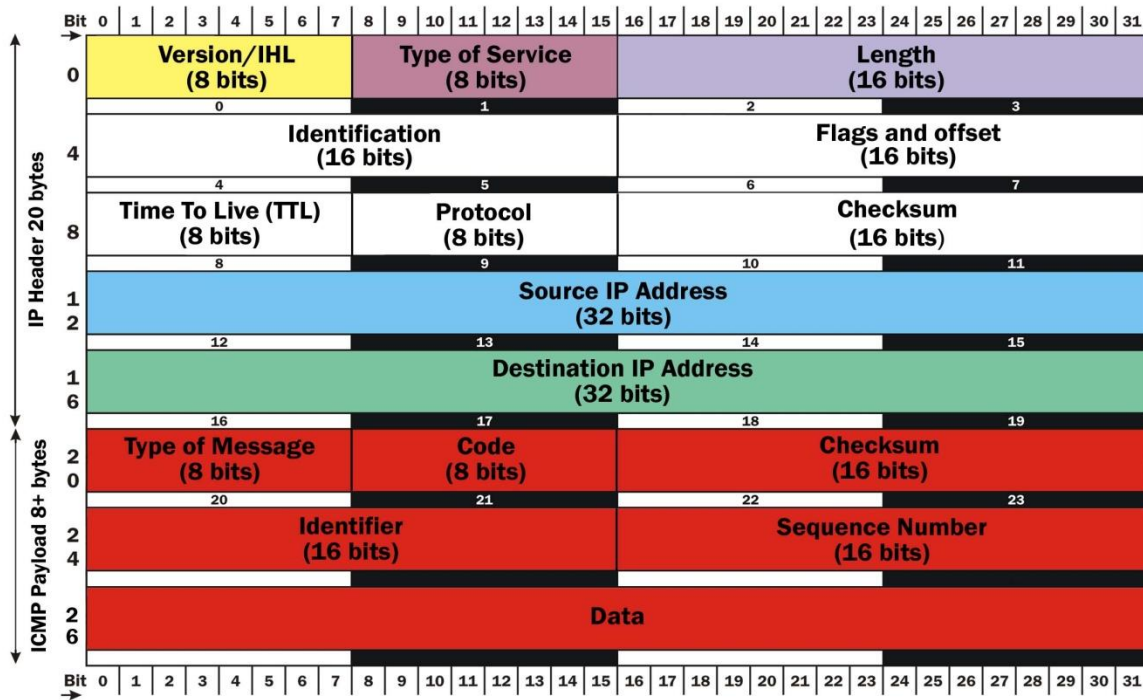 Bit 0 1 2 3 4 5 6 7 8 9 10 11 12 13 14 15 16 17 18 19 20 21 22 23 24 25 26 27 28 29 30 31
IP Header 20 bytes
0
Version/IHL
(8 bits)
Type of Service
(8 bits)
Length
(16 bits)
0 1 2 3
4
Identification
(16 bits)
Flags and offset
(16 bits)
4 5 6 7
8
Time To Live (TTL)
(8 bits)
Protocol
(8 bits)
Checksum
(16 bits)
8 9 10 11
1
2
Source IP Address
(32 bits)
12 13 14 15
1
6
Destination IP Address
(32 bits)
16 17 18 19
ICMP Payload 8+ bytes
2
0
Type of Message
(8 bits)
Code
(8 bits)
Checksum
(16 bits)
20 21 22 23
2
4
Identifier
(16 bits)
Sequence Number
(16 bits)
2
6
Data
Bit 0 1 2 3 4 5 6 7 8 9 10 11 12 13 14 15 16 17 18 19 20 21 22 23 24 25 26 27 28 29 30 31